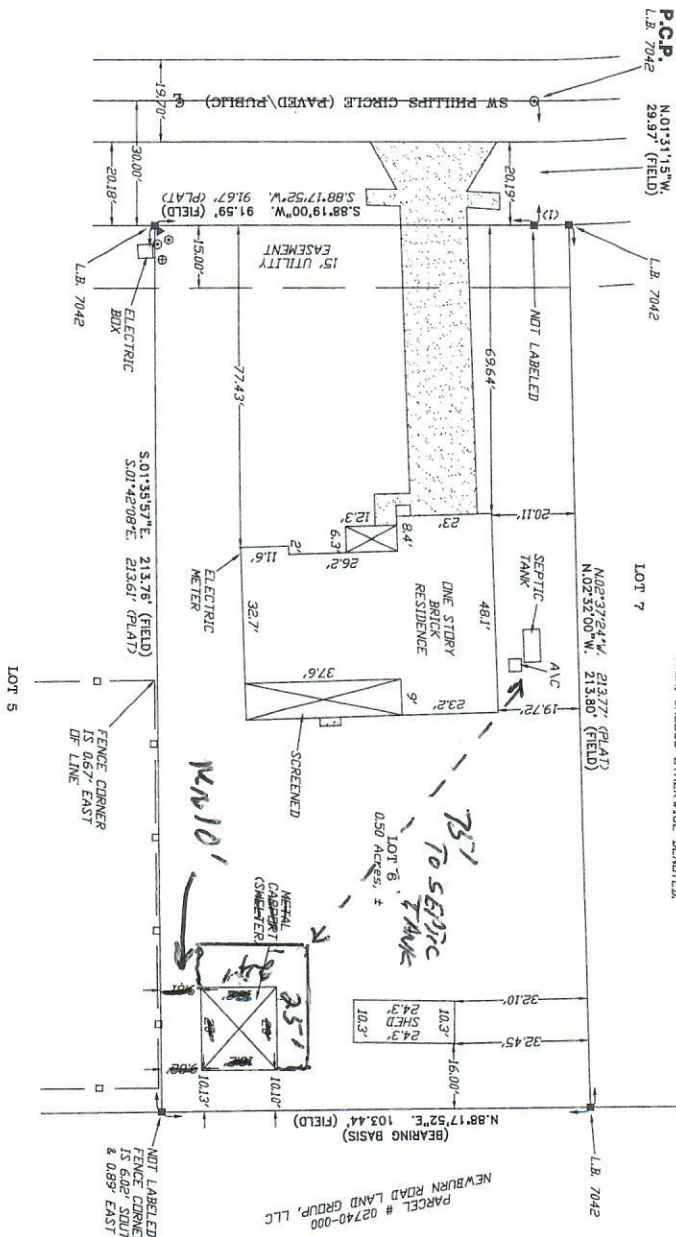 P.C.P.
L.B. 7042
N.01°31'15"W.
29.97' (FIELD)
SW PHILLIPS CIRCLE (PAVED/PUBLIC)
19.70'
30.00'
20.18'
20.19'
(1)
L.B. 7042
NOT LABELED
S.88°19'00"W. 91.59' (FIELD)
S.88°17'52"W. 91.67' (PLAT)
15' UTILITY
EASEMENT
15.00'
L.B. 7042
ELECTRIC
BOX
69.64'
77.43'
LOT 7
N.02°37'24"W. 213.77' (PLAT)
N.02°32'00"W. 213.80' (FIELD)
20.11'
SEPTIC
TANK
A\C
19.72'
23'
48.1'
8.4'
12.3'
6.3'
26.2'
2'
11.6'
ELECTRIC
METER
32.7'
ONE STORY
BRICK
RESIDENCE
37.6'
9'
23.2'
SCREENED
S.01°35'57"E. 213.76' (FIELD)
S.01°42'08"E. 213.61' (PLAT)
LOT 5
FENCE CORNER
IS 0.67' EAST
OF LINE
LOT 6
0.50 Acres, ±
75'
TO SEPTIC
TANK
MIN 10'
METAL
CARPORT
(SHELTER)
24'
25'
10.13'
10.10'
9.82'
SHED
24.3'
24.3'
10.3'
10.3'
32.10'
32.45'
16.00'
N.88°17'52"E. 103.44' (FIELD)
(BEARING BASIS)
L.B. 7042
PARCEL # 02740-000
NEWBURN ROAD LAND GROUP, LLC
NOT LABELED
FENCE CORNE
IS 6.02' SOUT
& 0.89' EAST